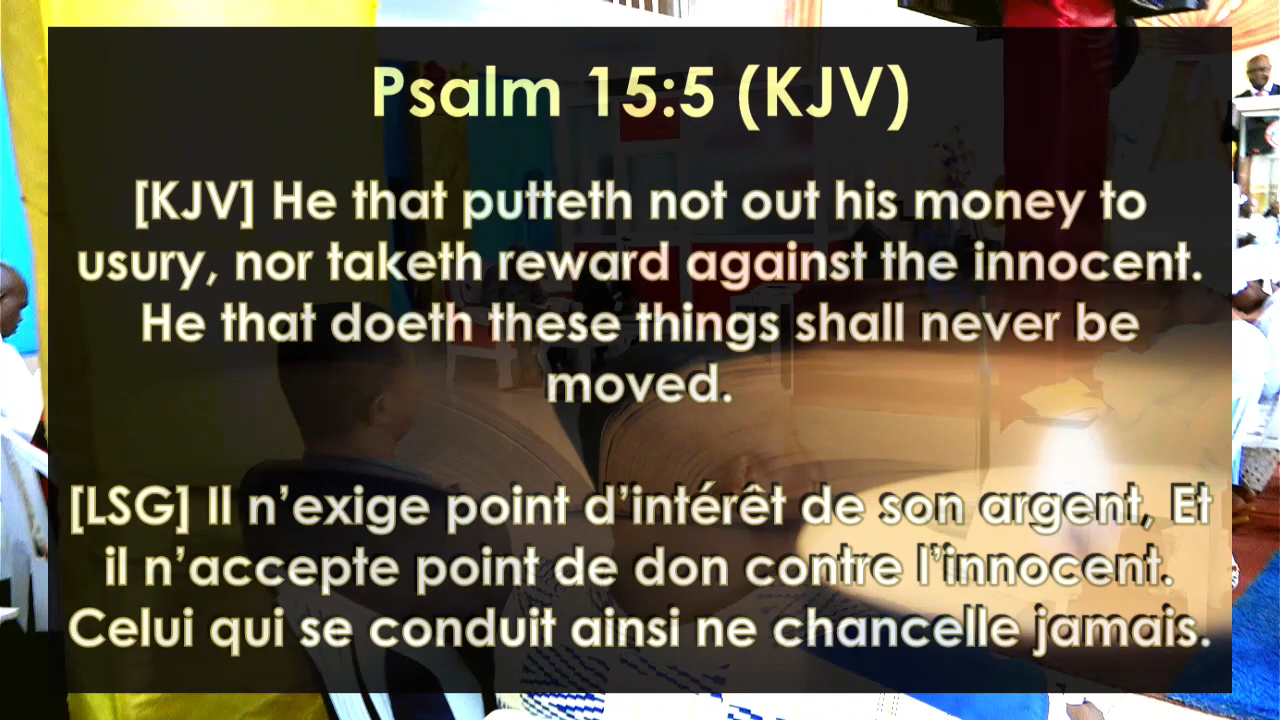 Psalm 15:5 (KJV)
[KJV] He that putteth not out his money to
usury, nor taketh reward against the innocent.
He that doeth these things shall never be
moved.
[LSG] Il n’exige point d’intérêt de son argent, Et
il n’accepte point de don contre l’innocent.
Celui qui se conduit ainsi ne chancelle jamais.